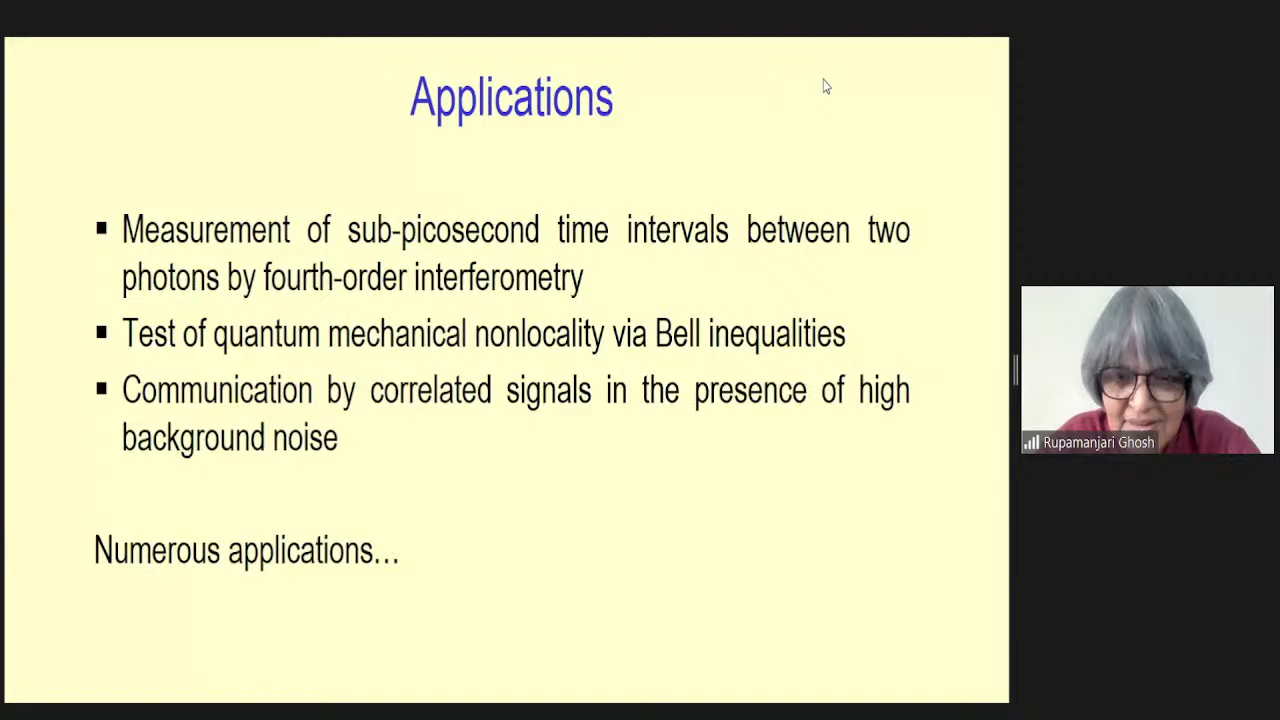 Applications
▪ Measurement of sub-picosecond time intervals between two
photons by fourth-order interferometry
▪ Test of quantum mechanical nonlocality via Bell inequalities
▪ Communication by correlated signals in the presence of high
background noise
Numerous applications…
Rupamanjari Ghosh